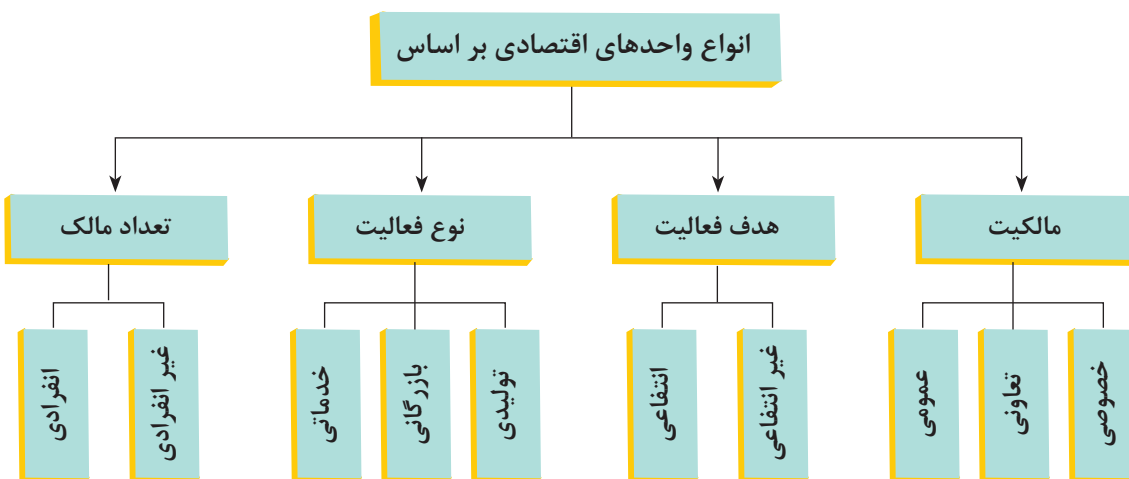 انواع واحدهای اقتصادی بر اساس
مالکیت
هدف فعالیت
نوع فعالیت
تعداد مالک
خصوصی
تعاونی
عمومی
غیر انتفاعی
انتفاعی
تولیدی
بازرگانی
خدماتی
غیر انفرادی
انفرادی